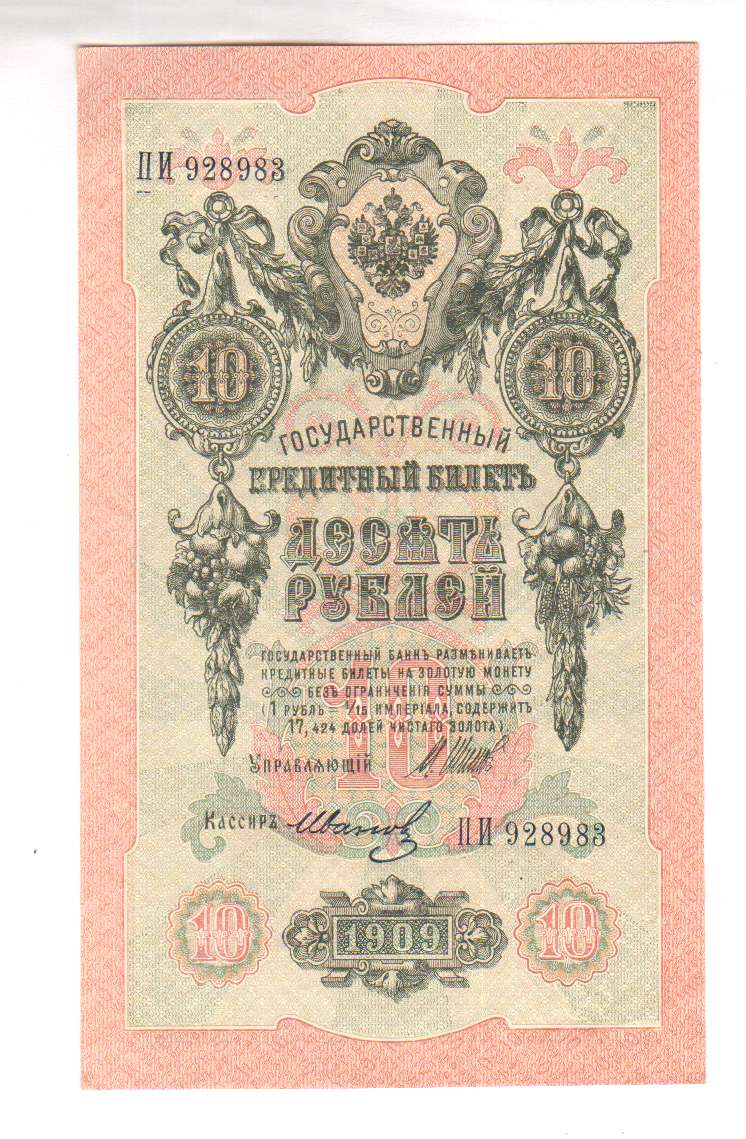 ПИ 928983
10 10
ГОСУДАРСТВЕННЫЙ
КРЕДИТНЫЙ БИЛЕТЪ
ДЕСЯТЬ
РУБЛЕЙ
ГОСУДАРСТВЕННЫЙ БАНКЪ РАЗМѢНИВАЕТЪ
КРЕДИТНЫЕ БИЛЕТЫ НА ЗОЛОТУЮ МОНЕТУ
БЕЗЪ ОГРАНИЧЕНІЯ СУММЫ
(1 РУБЛЬ = 1/15 ИМПЕРІАЛА, СОДЕРЖИТЪ
17,424 ДОЛЕЙ ЧИСТАГО ЗОЛОТА)
10
УПРАВЛЯЮЩІЙ
КАССИРЪ Иванов
ПИ 928983
10 1909 10